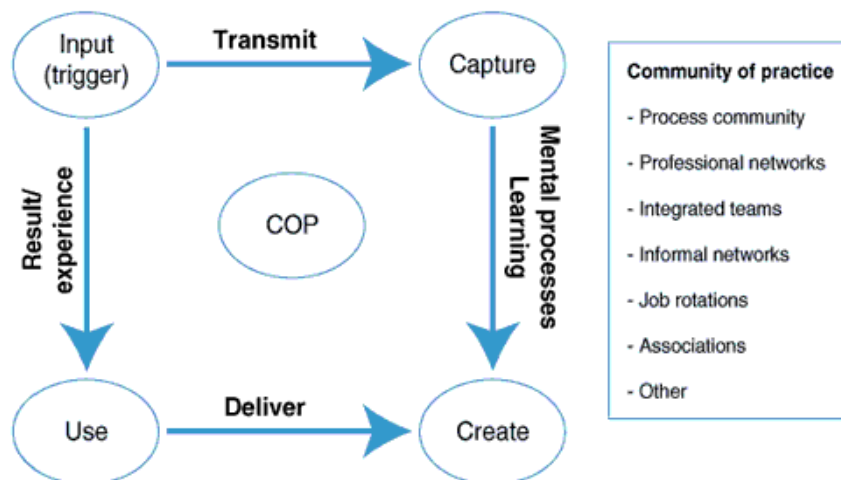 Input
(trigger)
Transmit
Capture
Result/
experience
COP
Mental processes
Learning
Use
Deliver
Create
Community of practice
- Process community
- Professional networks
- Integrated teams
- Informal networks
- Job rotations
- Associations
- Other